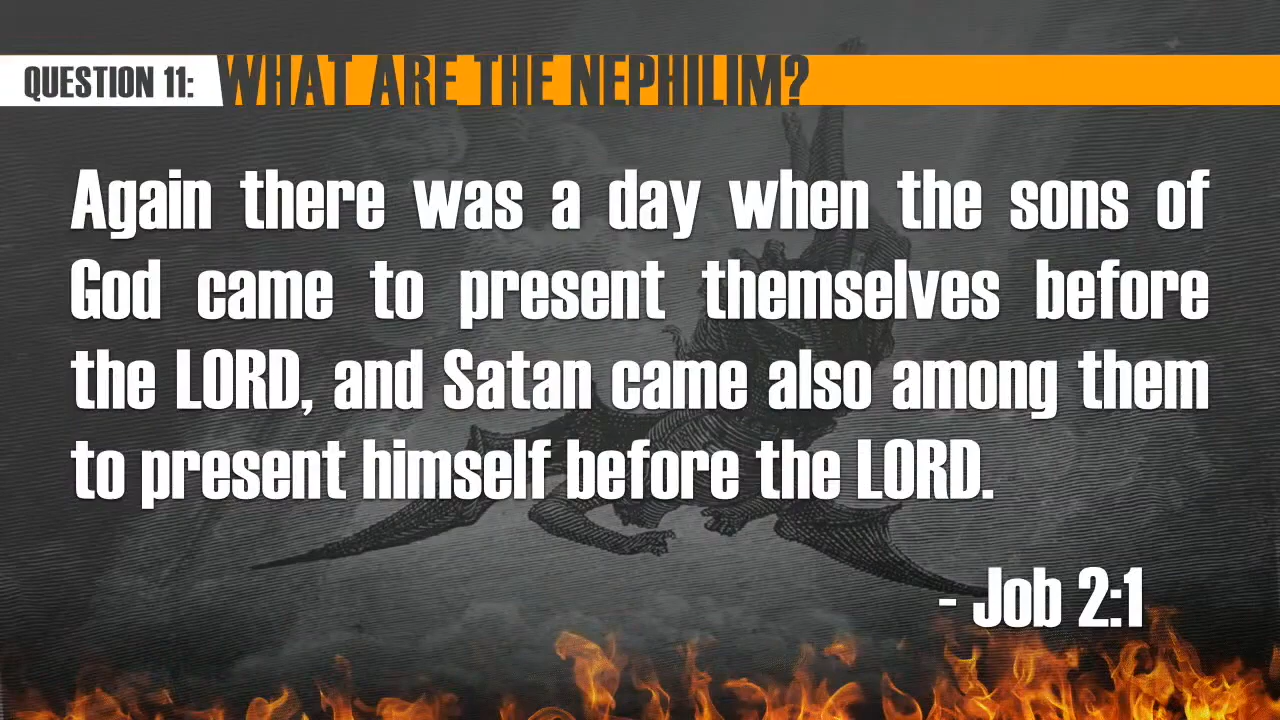 QUESTION 11: WHAT ARE THE NEPHILIM?
Again there was a day when the sons of
God came to present themselves before
the LORD, and Satan came also among them
to present himself before the LORD.
- Job 2:1